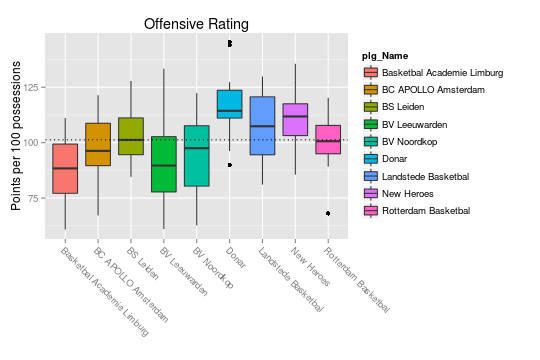 Offensive Rating
Points per 100 possessions
125
100
75
Basketbal Academie Limburg
BC APOLLO Amsterdam
BS Leiden
BV Leeuwarden
BV Noordkop
Donar
Landstede Basketbal
New Heroes
Rotterdam Basketbal
plg_Name
Basketbal Academie Limburg
BC APOLLO Amsterdam
BS Leiden
BV Leeuwarden
BV Noordkop
Donar
Landstede Basketbal
New Heroes
Rotterdam Basketbal